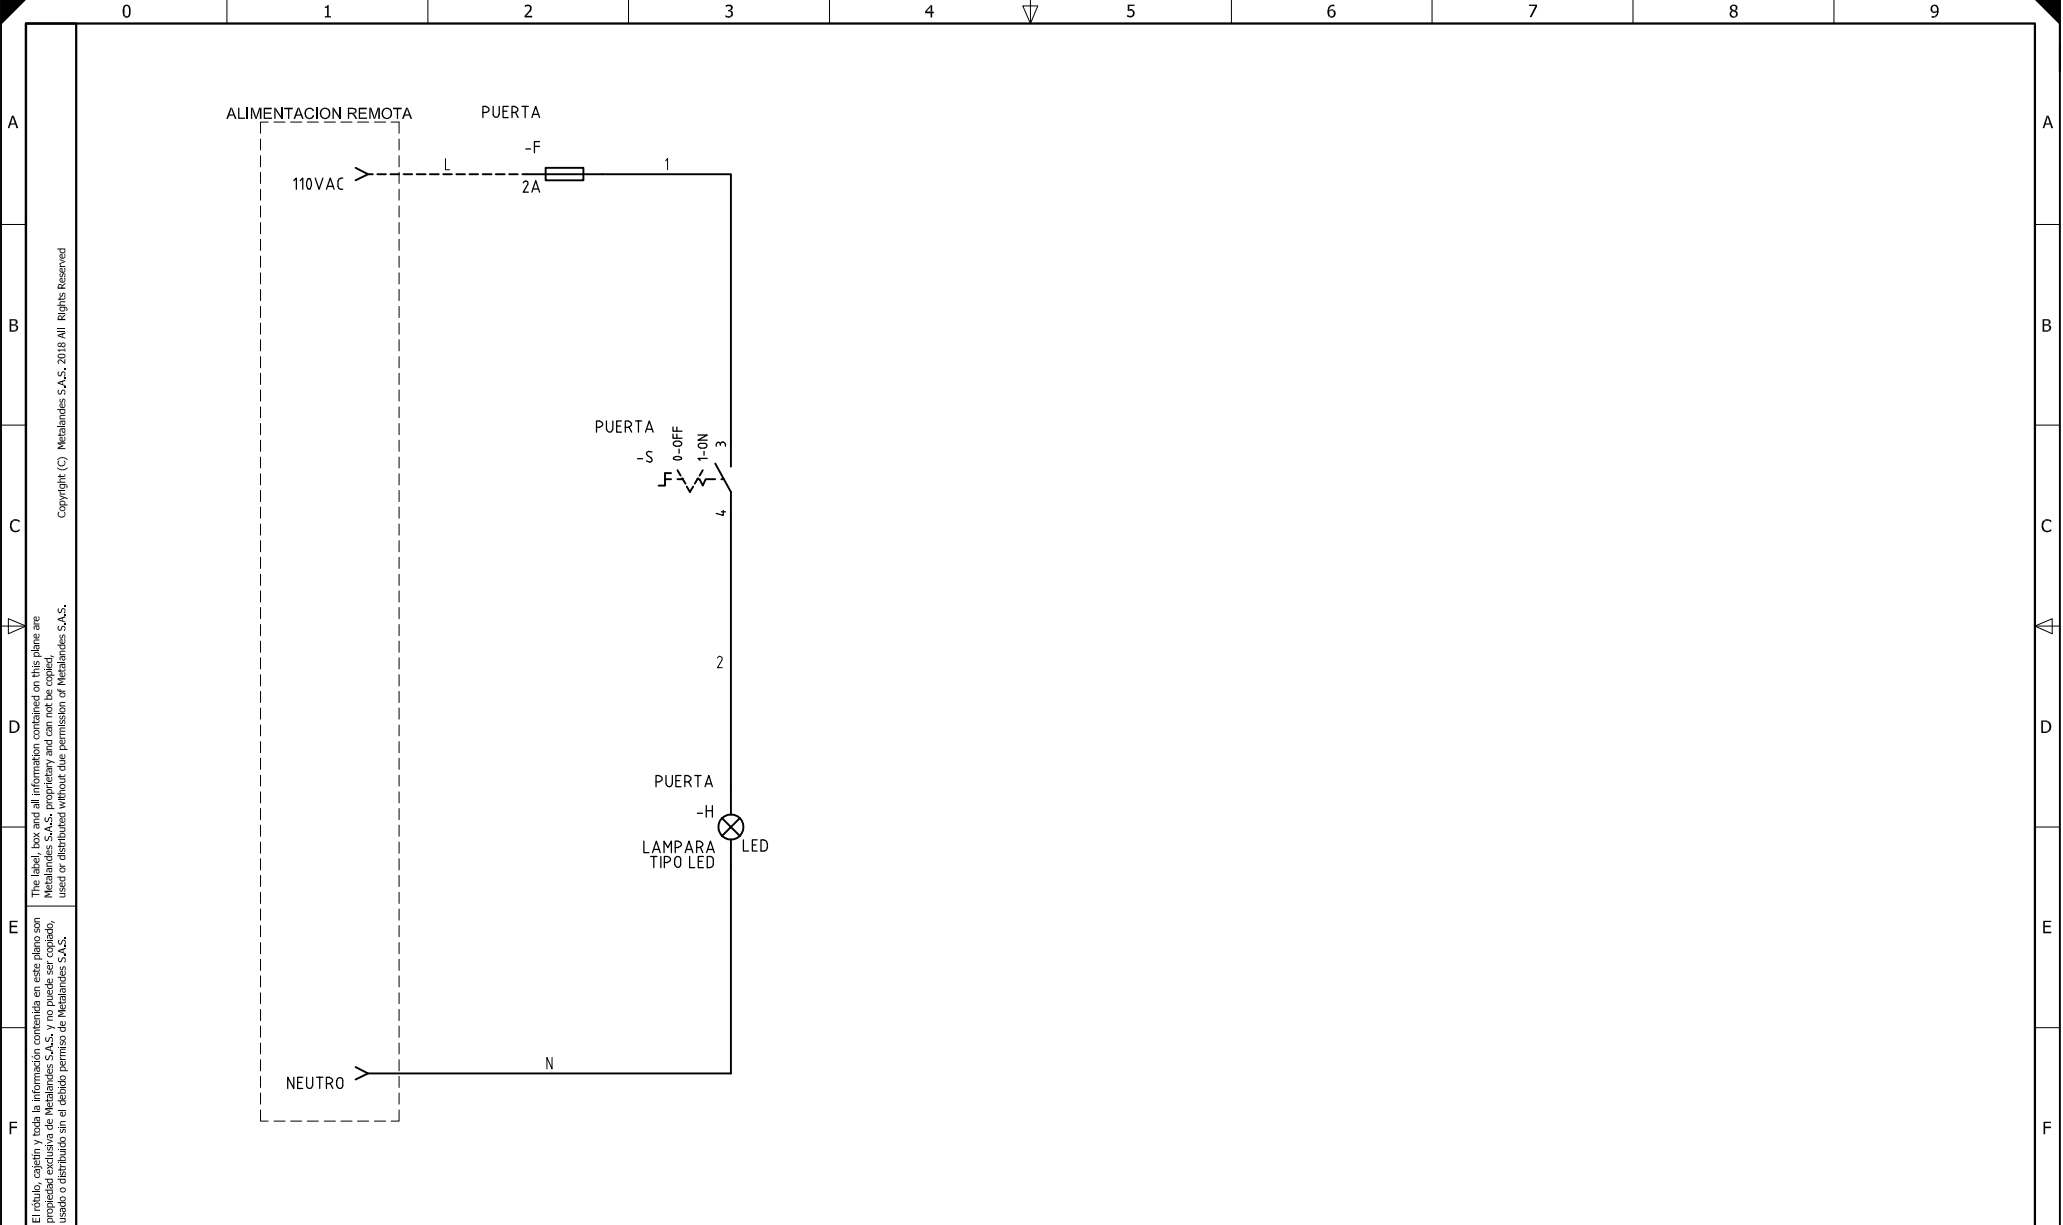 0 1 2 3 4 5 6 7 8 9
A A
ALIMENTACION REMOTA
PUERTA
-F
L
1
110VAC
2A
B B
PUERTA
-S
0-OFF
1-ON
3
4
C C
2
D D
PUERTA
-H
LAMPARA
TIPO LED
LED
E E
N
NEUTRO
F F
Copyright (C) Metalandes S.A.S. 2018 All Rights Reserved
The label, box and all information contained on this plane are
Metalandes S.A.S. proprietary and can not be copied,
used or distributed without due permission of Metalandes S.A.S.
El rótulo, cajetín y toda la información contenida en este plano son
propiedad exclusiva de Metalandes S.A.S. y no puede ser copiado,
usado o distribuido sin el debido permiso de Metalandes S.A.S.